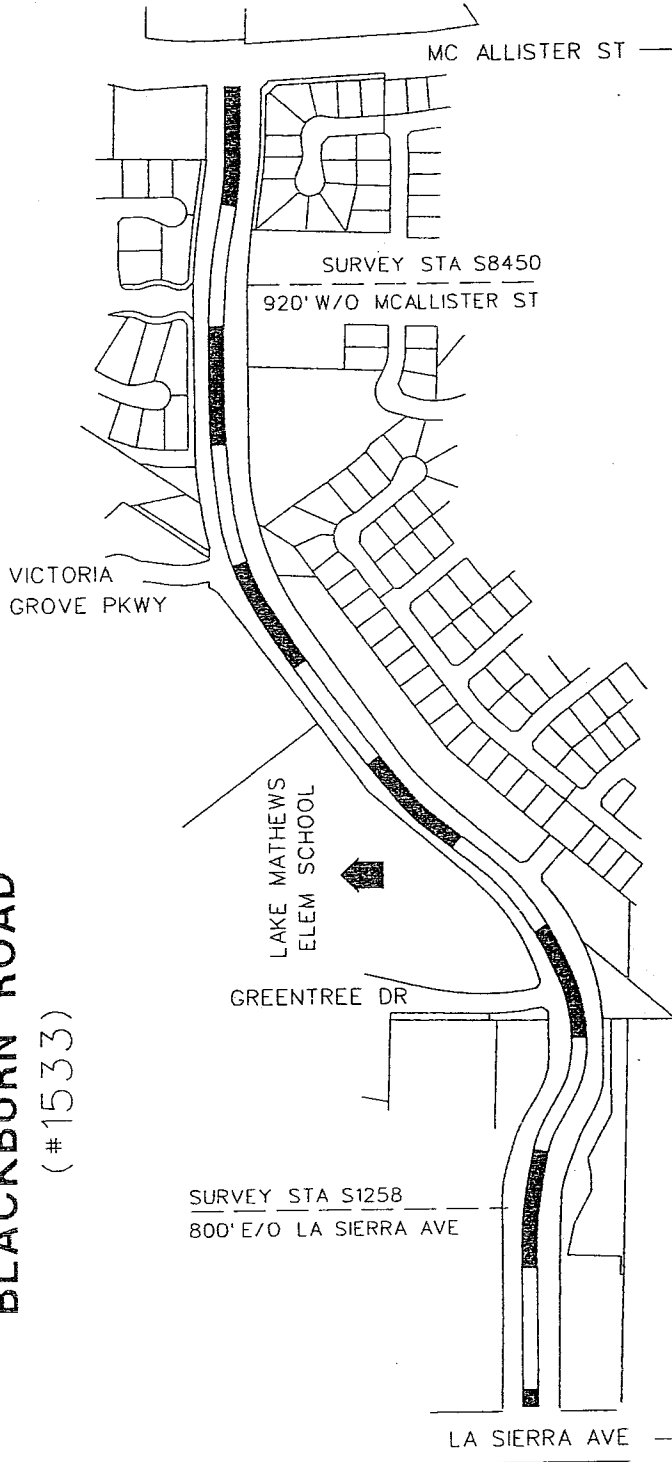 MC ALLISTER ST
SURVEY STA S8450
920' W/O MCALLISTER ST
VICTORIA
GROVE PKWY
LAKE MATHEWS
ELEM SCHOOL
BLACKBURN ROAD
(#1533)
GREENTREE DR
SURVEY STA S1258
800' E/O LA SIERRA AVE
LA SIERRA AVE